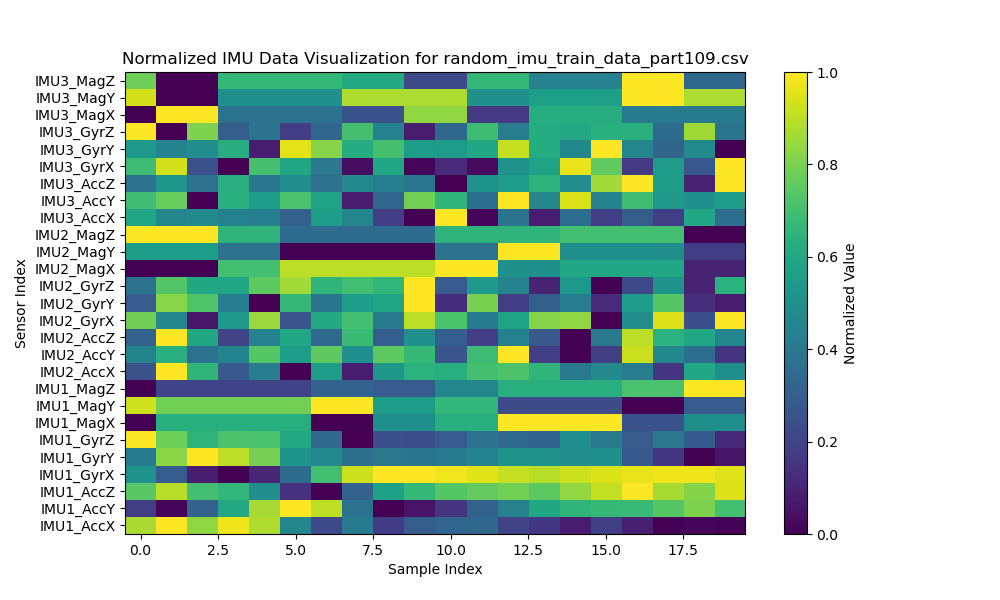 Normalized IMU Data Visualization for random_imu_train_data_part109.csv
IMU3_MagZ
IMU3_MagY
IMU3_MagX
IMU3_GyrZ
IMU3_GyrY
IMU3_GyrX
IMU3_AccZ
IMU3_AccY
IMU3_AccX
IMU2_MagZ
IMU2_MagY
IMU2_MagX
IMU2_GyrZ
IMU2_GyrY
IMU2_GyrX
IMU2_AccZ
IMU2_AccY
IMU2_AccX
IMU1_MagZ
IMU1_MagY
IMU1_MagX
IMU1_GyrZ
IMU1_GyrY
IMU1_GyrX
IMU1_AccZ
IMU1_AccY
IMU1_AccX
Sensor Index
0.0 2.5 5.0 7.5 10.0 12.5 15.0 17.5
Sample Index
1.0
0.8
0.6
0.4
0.2
0.0
Normalized Value